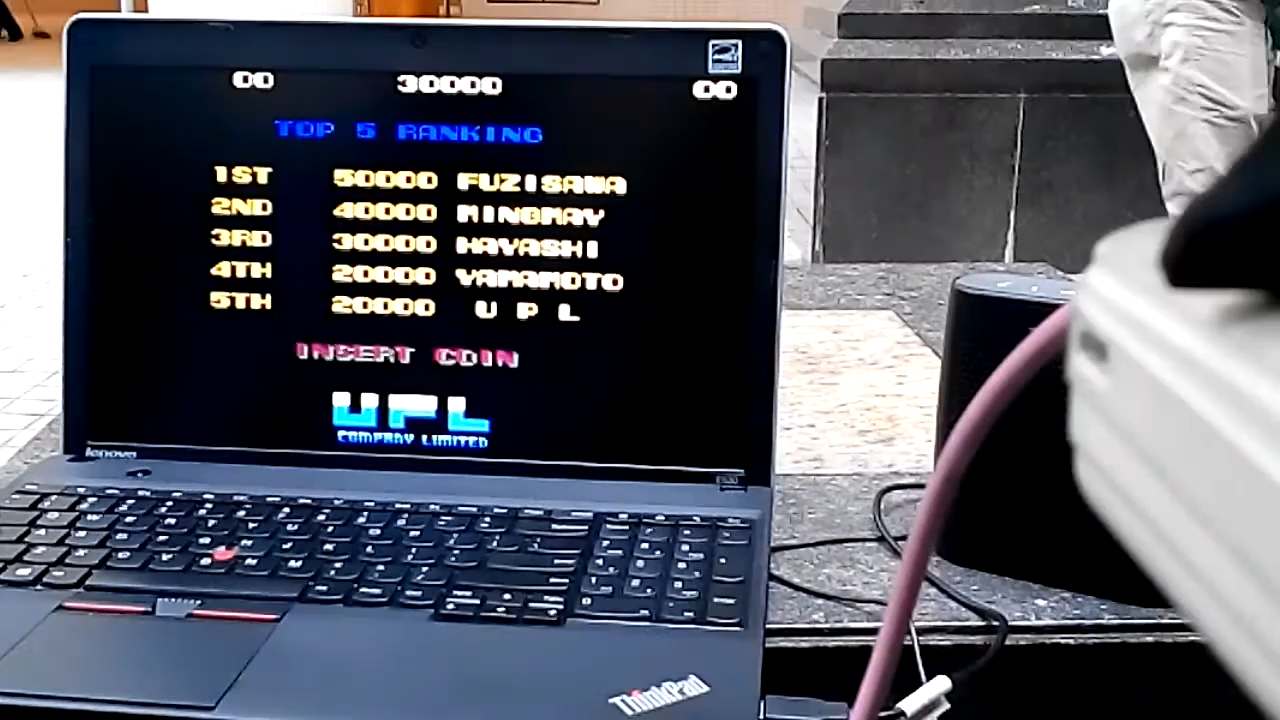 00 30000 00
TOP 5 RANKING
1ST 50000 FUZISAWA
2ND 40000 MINGMAY
3RD 30000 HAYASHI
4TH 20000 YAMAMOTO
5TH 20000 U P L
INSERT COIN
UPL
COMPANY LIMITED
lenovo
ThinkPad